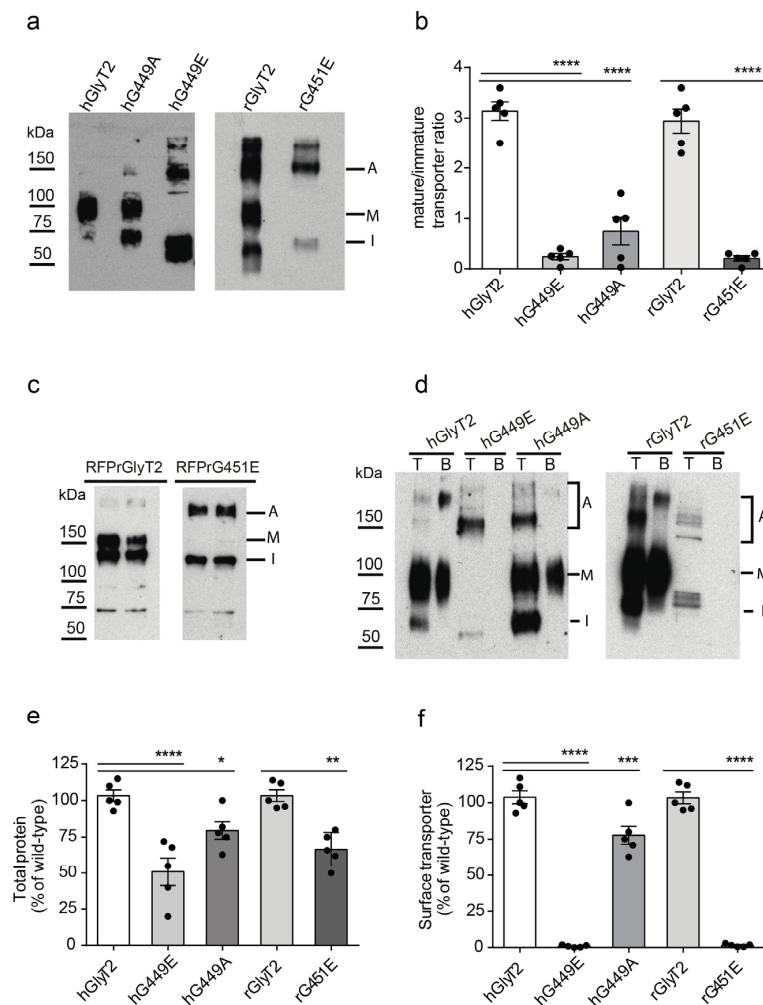 a
hGlyT2
hG449A
hG449E
rGlyT2
rG451E
kDa
150
100
75
50
A
M
I
b
mature/immature
transporter ratio
4
3
2
1
0
****
****
****
hGlyT2
hG449E
hG449A
rGlyT2
rG451E
c
RFPrGlyT2
RFPrG451E
kDa
150
100
75
50
A
M
I
d
hGlyT2
hG449E
hG449A
rGlyT2
rG451E
T B T B T B
T B T B
kDa
150
100
75
50
A
M
I
A
M
I
e
Total protein
(% of wild-type)
125
100
75
50
25
0
****
*
**
hGlyT2
hG449E
hG449A
rGlyT2
rG451E
f
Surface transporter
(% of wild-type)
125
100
75
50
25
0
****
***
****
hGlyT2
hG449E
hG449A
rGlyT2
rG451E